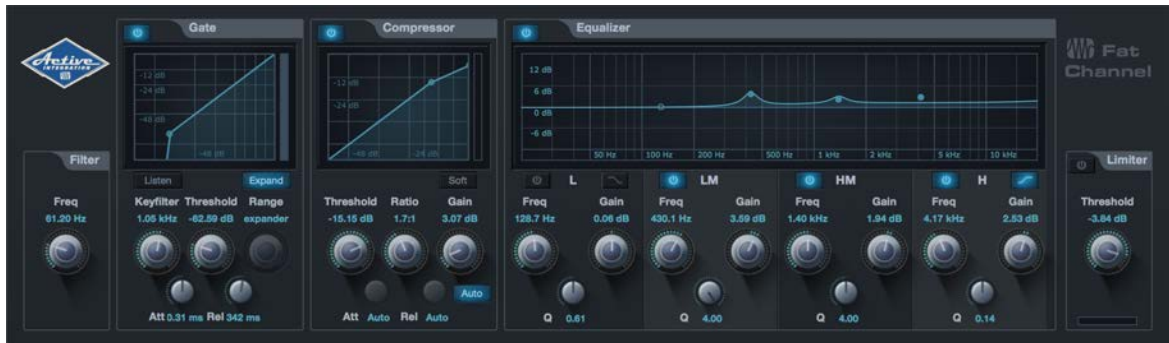 Active
INTEGRATION
Gate
Compressor
Equalizer
Fat
Channel
-12 dB
-24 dB
-48 dB
-48 dB
-12 dB
-24 dB
-48 dB
-24 dB
12 dB
6 dB
0 dB
-6 dB
50 Hz 100 Hz 200 Hz 500 Hz 1 kHz 2 kHz 5 kHz 10 kHz
Filter
Freq
61.20 Hz
Listen Expand
Keyfilter Threshold Range
1.05 kHz -62.59 dB expander
Att 0.31 ms Rel 342 ms
Soft
Threshold Ratio Gain
-15.15 dB 1.7:1 3.07 dB
Auto
Att Auto Rel Auto
L
Freq Gain
128.7 Hz 0.06 dB
Q 0.61
LM
Freq Gain
430.1 Hz 3.59 dB
Q 4.00
HM
Freq Gain
1.40 kHz 1.94 dB
Q 4.00
H
Freq Gain
4.17 kHz 2.53 dB
Q 0.14
Limiter
Threshold
-3.84 dB